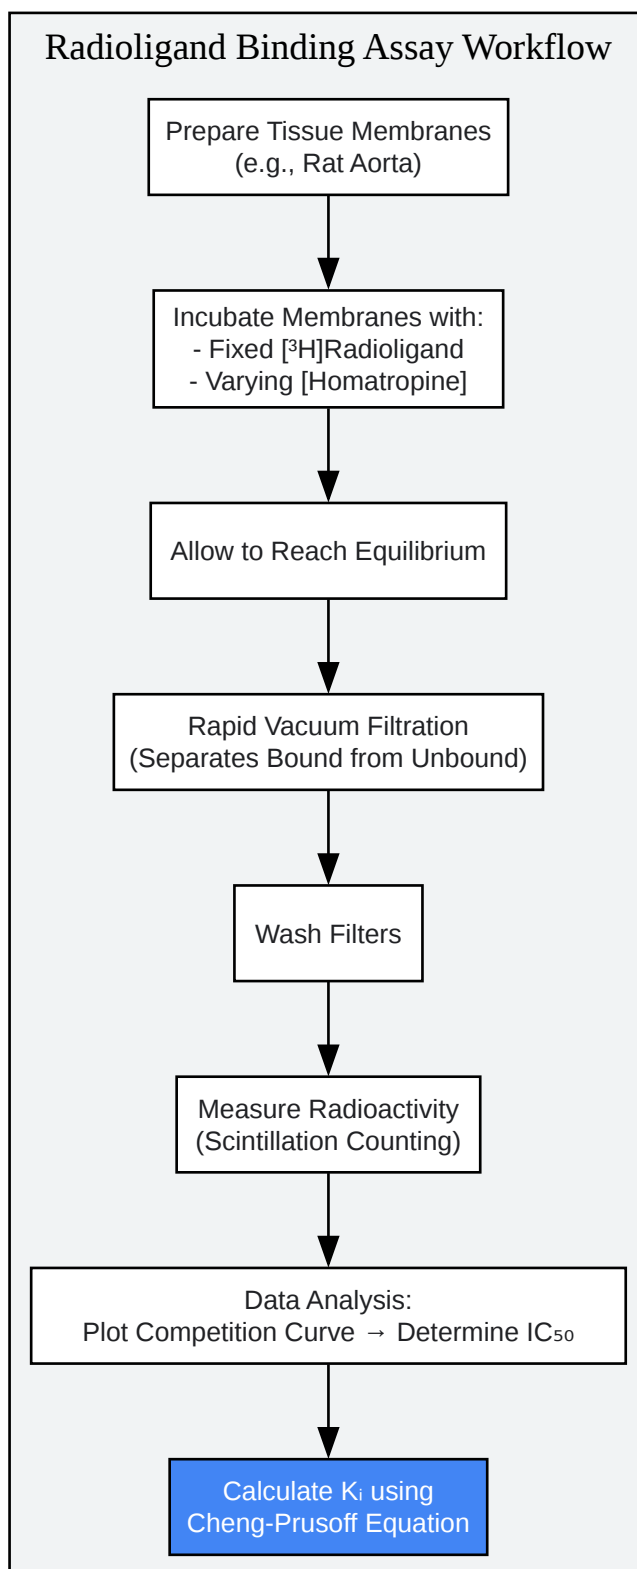 Radioligand Binding Assay Workflow
Prepare Tissue Membranes
(e.g., Rat Aorta)
Incubate Membranes with:
- Fixed [³H]Radioligand
- Varying [Homatropine]
Allow to Reach Equilibrium
Rapid Vacuum Filtration
(Separates Bound from Unbound)
Wash Filters
Measure Radioactivity
(Scintillation Counting)
Data Analysis:
Plot Competition Curve → Determine IC₅₀
Calculate Kᵢ using
Cheng-Prusoff Equation